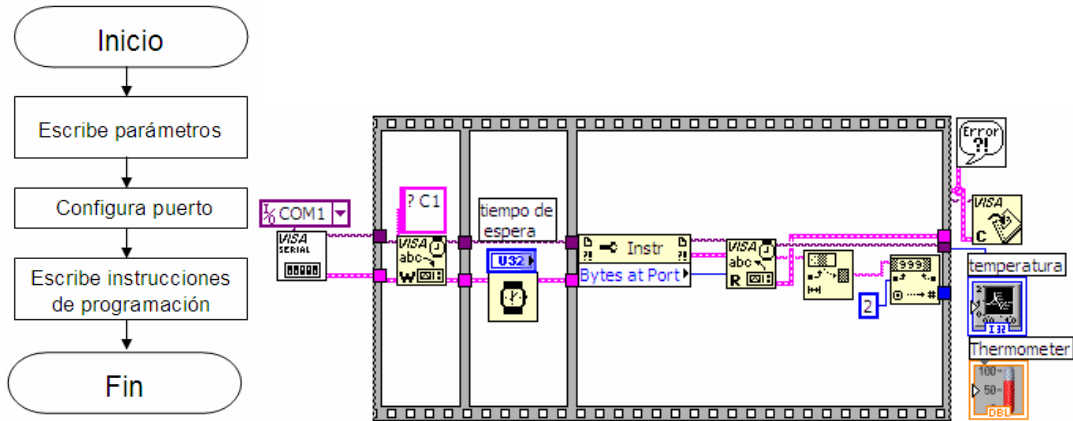 Inicio
Escribe parámetros
Configura puerto
Escribe instrucciones
de programación
Fin
I/O COM1
VISA
SERIAL
? C1
VISA
abc
W
tiempo de
espera
U32
Instr
Bytes at Port
VISA
abc
R
2
999
#
Error
?!
VISA
C
temperatura
I32
Thermometer
100
50
DBL